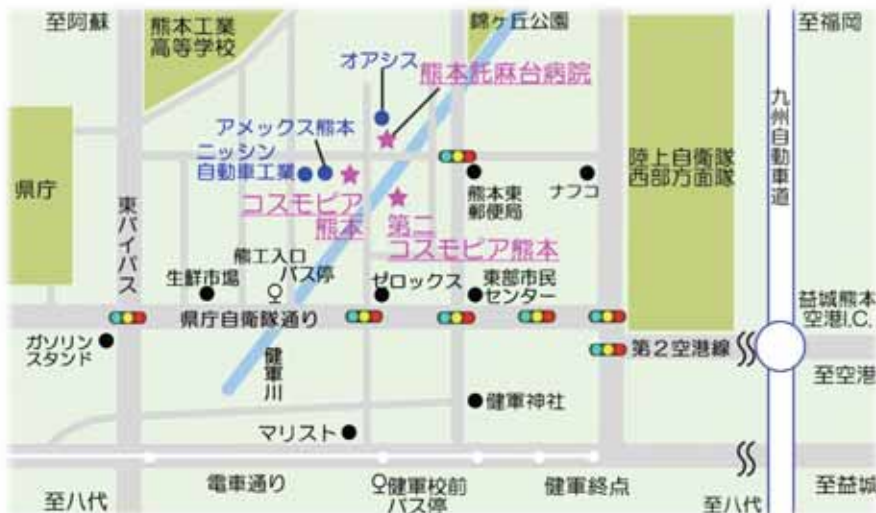 至阿蘇
熊本工業
高等学校
錦ヶ丘公園
至福岡
オアシス
熊本託麻台病院
アメックス熊本
ニッシン
自動車工業
九州自動車道
陸上自衛隊
西部方面隊
県庁
東バイパス
コスモピア
熊本
第二
コスモピア熊本
熊本東
郵便局
ナフコ
熊工入口
バス停
生鮮市場
ゼロックス
東部市民
センター
益城熊本
空港I.C.
県庁自衛隊通り
ガソリン
スタンド
第2空港線
健軍川
至空港
健軍神社
マリスト
電車通り
健軍校前
バス停
健軍終点
至八代
至八代
至益城